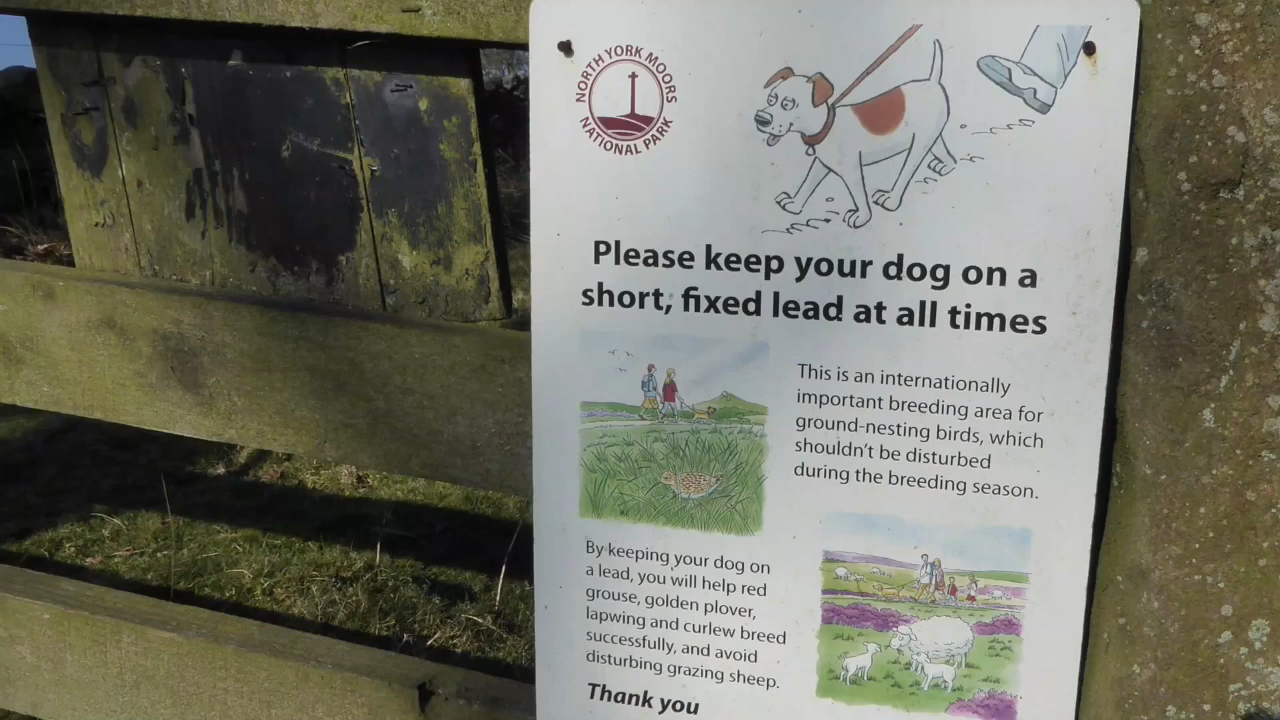 NORTH YORK MOORS
NATIONAL PARK
Please keep your dog on a
short, fixed lead at all times
This is an internationally
important breeding area for
ground-nesting birds, which
shouldn't be disturbed
during the breeding season.
By keeping your dog on
a lead, you will help red
grouse, golden plover,
lapwing and curlew breed
successfully, and avoid
disturbing grazing sheep.
Thank you